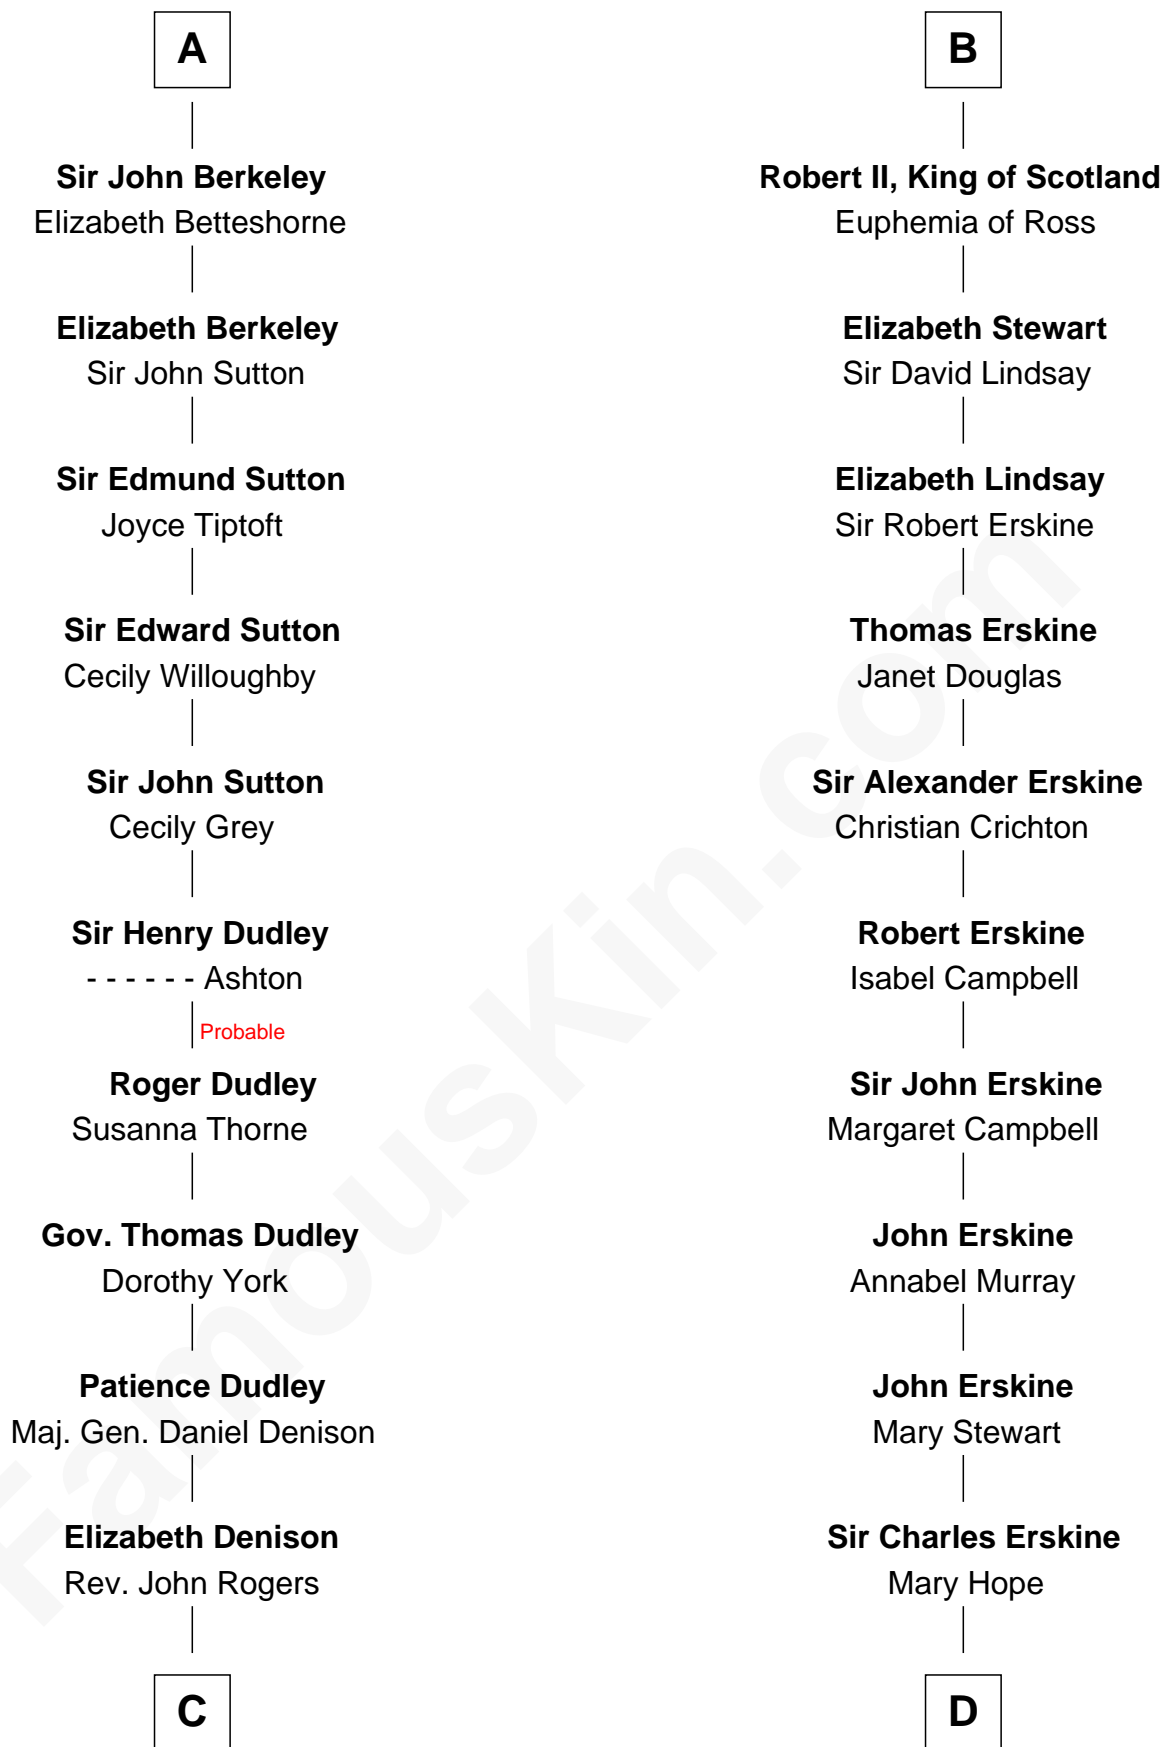 A
Sir John Berkeley
Elizabeth Betteshorne
Elizabeth Berkeley
Sir John Sutton
Sir Edmund Sutton
Joyce Tiptoft
Sir Edward Sutton
Cecily Willoughby
Sir John Sutton
Cecily Grey
Sir Henry Dudley
- - - - - - Ashton
Probable
Roger Dudley
Susanna Thorne
Gov. Thomas Dudley
Dorothy York
Patience Dudley
Maj. Gen. Daniel Denison
Elizabeth Denison
Rev. John Rogers
C
B
Robert II, King of Scotland
Euphemia of Ross
Elizabeth Stewart
Sir David Lindsay
Elizabeth Lindsay
Sir Robert Erskine
Thomas Erskine
Janet Douglas
Sir Alexander Erskine
Christian Crichton
Robert Erskine
Isabel Campbell
Sir John Erskine
Margaret Campbell
John Erskine
Annabel Murray
John Erskine
Mary Stewart
Sir Charles Erskine
Mary Hope
D
FamousKin.com